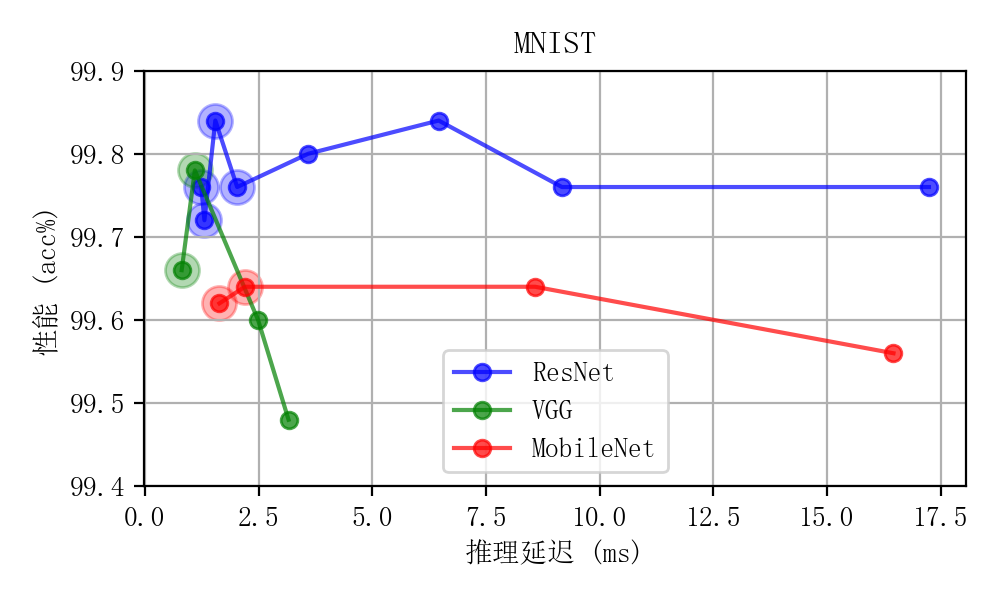 MNIST
99.9
99.8
99.7
99.6
99.5
99.4
性能 (acc%)
ResNet
VGG
MobileNet
0.0 2.5 5.0 7.5 10.0 12.5 15.0 17.5
推理延迟 (ms)